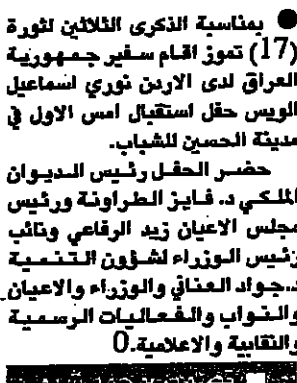 ● بمناسبة الذكرى الثلاثين لثورة
(17) تموز اقام سفير جمهورية
العراق لدى الاردن نوري اسماعيل
الويس حفل استقبال امس الاول في
مدينة الحسين للشباب.
حضر الحفل رئيس الديوان
الملكي د. فايز الطراونة ورئيس
مجلس الاعيان زيد الرفاعي ونائب
رئيس الوزراء لشؤون التنمية
د.جواد العناني والوزراء والاعيان
والنواب والفعاليات الرسمية
والنقابية والاعلامية.0